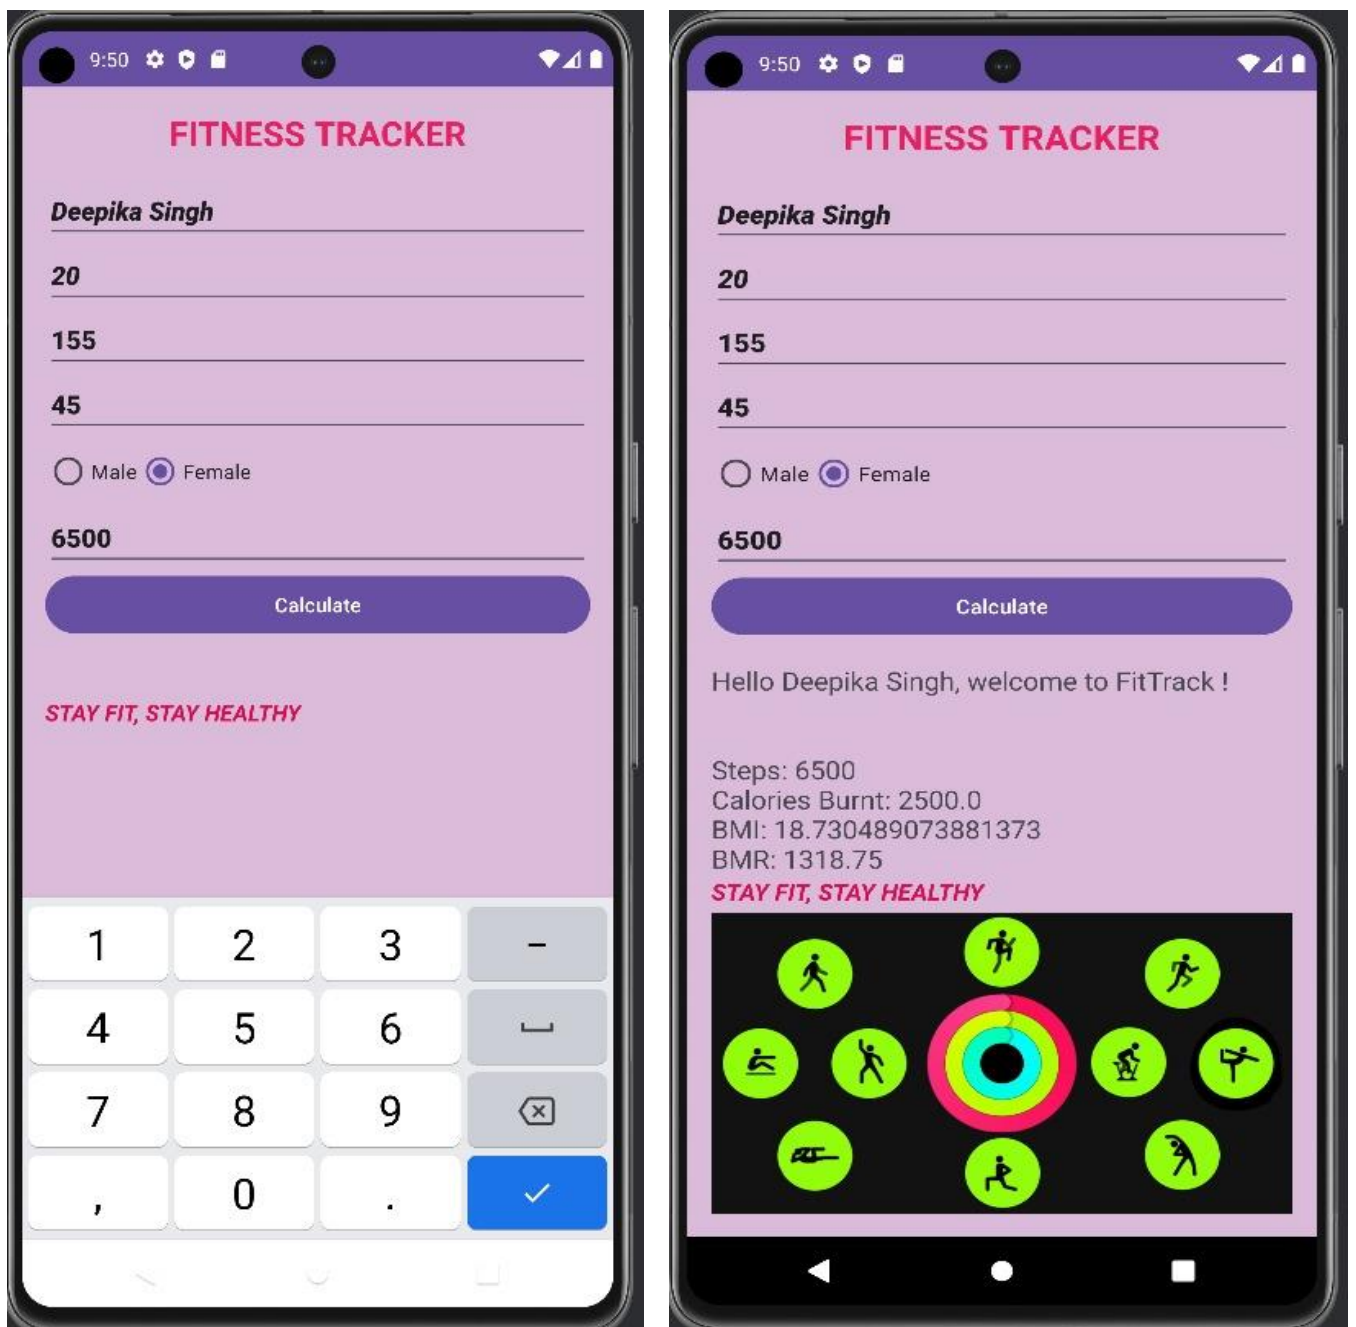 9:50
FITNESS TRACKER
Deepika Singh
20
155
45
Male Female
6500
Calculate
STAY FIT, STAY HEALTHY
1 2 3 –
4 5 6
7 8 9
, 0 .
9:50
FITNESS TRACKER
Deepika Singh
20
155
45
Male Female
6500
Calculate
Hello Deepika Singh, welcome to FitTrack !
Steps: 6500
Calories Burnt: 2500.0
BMI: 18.730489073881373
BMR: 1318.75
STAY FIT, STAY HEALTHY